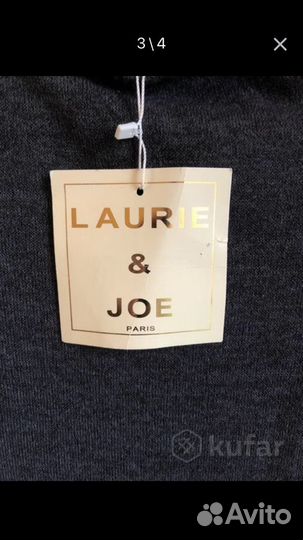 3\4
LAURIE
&
JOE
PARIS
kufar
Avito